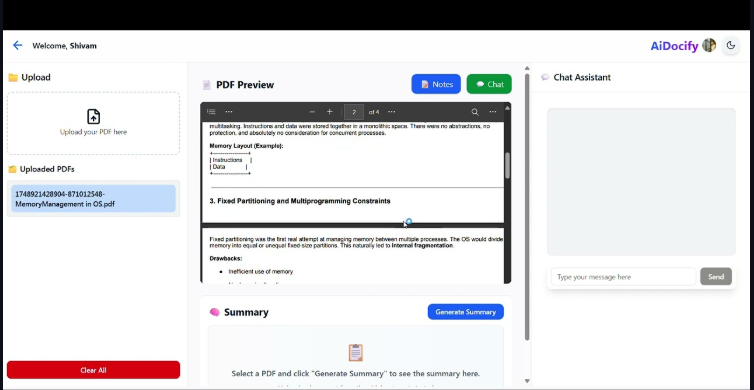 Welcome, Shivam
AiDocify
Upload
Upload your PDF here
Uploaded PDFs
1748921428904-871012548-
MemoryManagement in OS.pdf
Clear All
PDF Preview
Notes
Chat
2 of 4
multitasking. Instructions and data were stored together in a monolithic space. There were no abstractions, no
protection, and absolutely no consideration for concurrent processes.
Memory Layout (Example):
+----------------+
| Instructions |
| Data |
+----------------+
3. Fixed Partitioning and Multiprogramming Constraints
Fixed partitioning was the first real attempt at managing memory between multiple processes. The OS would divide
memory into equal or unequal fixed-size partitions. This naturally led to internal fragmentation.
Drawbacks:
● Inefficient use of memory
Summary
Generate Summary
Select a PDF and click "Generate Summary" to see the summary here.
Chat Assistant
Type your message here
Send